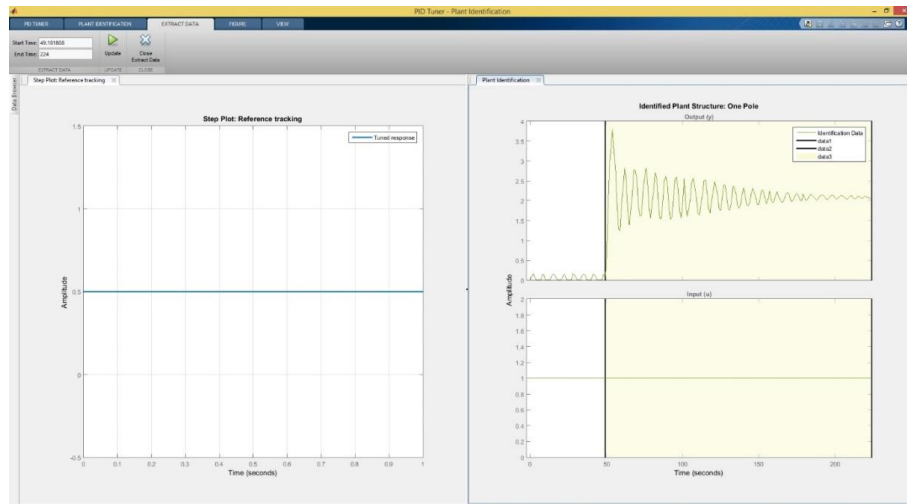 PID Tuner - Plant Identification
PID TUNER
PLANT IDENTIFICATION
EXTRACT DATA
FIGURE
VIEW
Start Time: 49.181808
End Time: 224
Update
Close
Extract Data
EXTRACT DATA
UPDATE
CLOSE
Data Browser
Step Plot: Reference tracking
Plant Identification
Step Plot: Reference tracking
Tuned response
1.5
1
0.5
0
-0.5
Amplitude
0 0.1 0.2 0.3 0.4 0.5 0.6 0.7 0.8 0.9 1
Time (seconds)
Identified Plant Structure: One Pole
Output (y)
Identification Data
data1
data2
data3
4
3.5
3
2.5
2
1.5
1
0.5
0
Amplitude
Input (u)
2
1.8
1.6
1.4
1.2
1
0.8
0.6
0.4
0.2
0
0 50 100 150 200
Time (seconds)